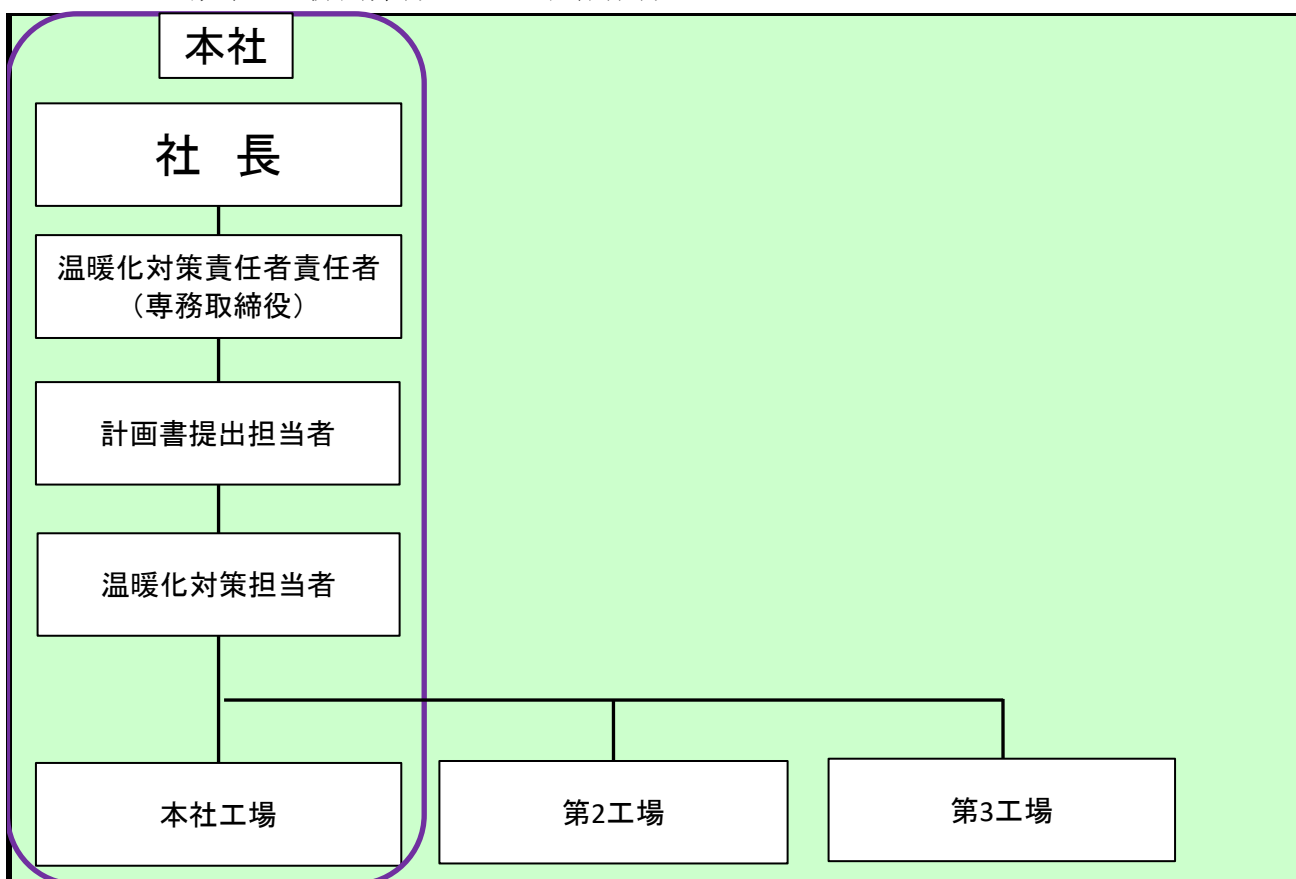 本社
社 長
温暖化対策責任者責任者
（専務取締役）
計画書提出担当者
温暖化対策担当者
本社工場
第2工場
第3工場